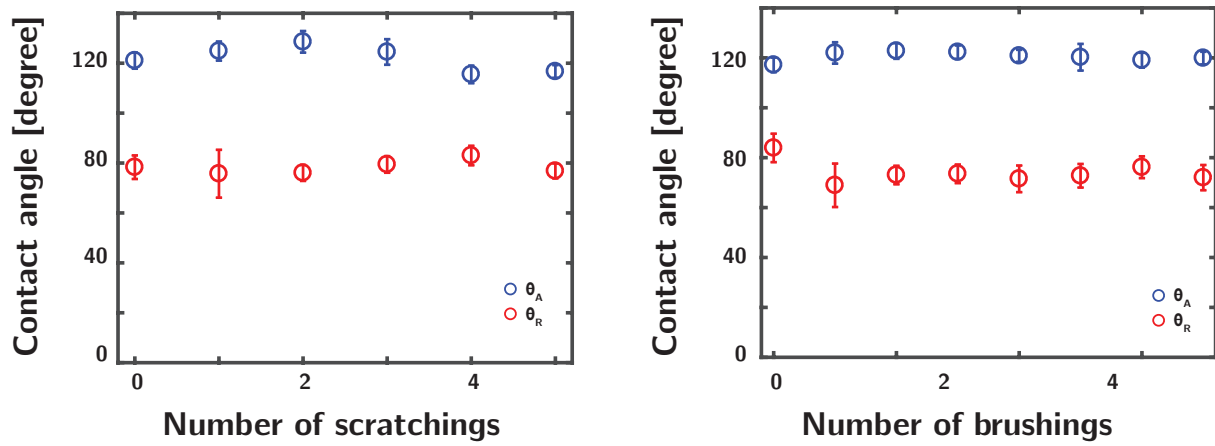 Contact angle [degree]
120
80
40
0
θA
θR
0
2
4
Number of scratchings
Contact angle [degree]
120
80
40
0
θA
θR
0
2
4
Number of brushings